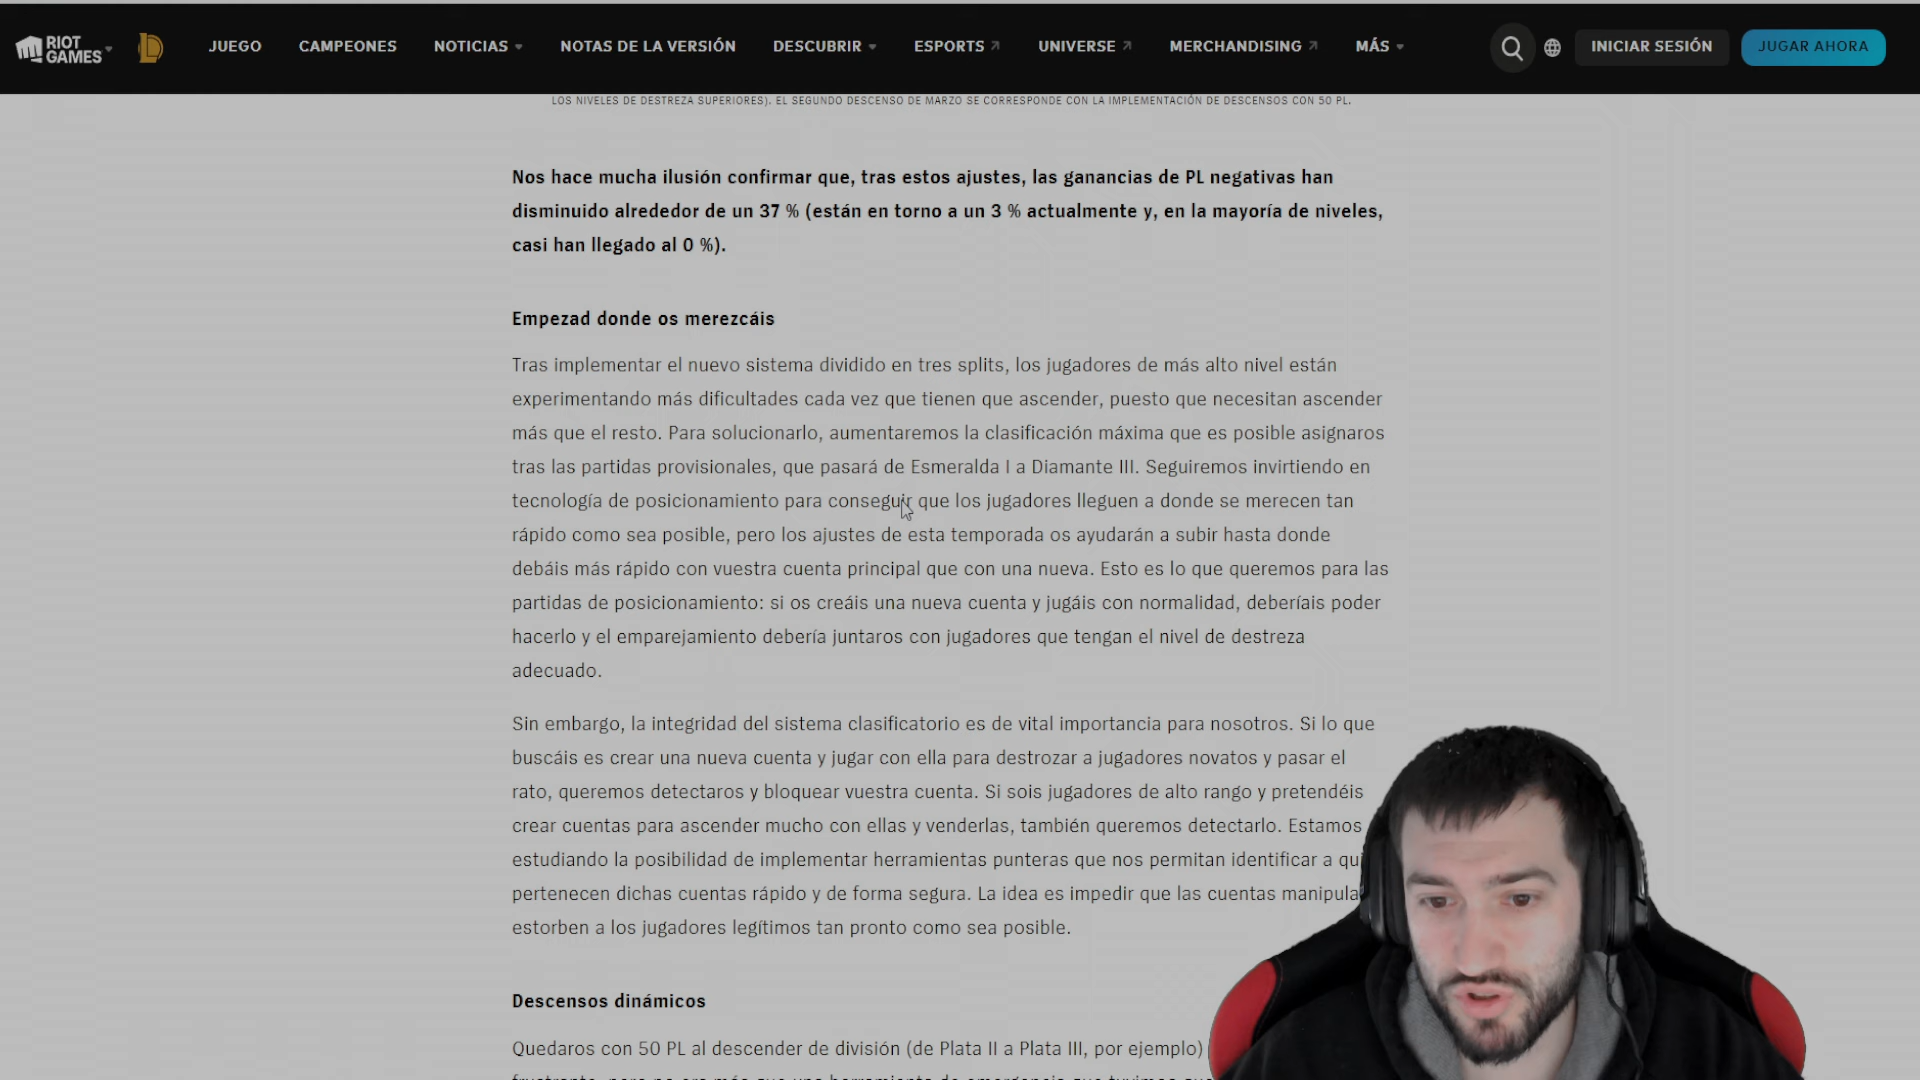 RIOT GAMES
JUEGO CAMPEONES NOTICIAS NOTAS DE LA VERSIÓN DESCUBRIR ESPORTS UNIVERSE MERCHANDISING MÁS INICIAR SESIÓN JUGAR AHORA
LOS NIVELES DE DESTREZA SUPERIORES). EL SEGUNDO DESCENSO DE MARZO SE CORRESPONDE CON LA IMPLEMENTACIÓN DE DESCENSOS CON 50 PL.
Nos hace mucha ilusión confirmar que, tras estos ajustes, las ganancias de PL negativas han
disminuido alrededor de un 37 % (están en torno a un 3 % actualmente y, en la mayoría de niveles,
casi han llegado al 0 %).
Empezad donde os merezcáis
Tras implementar el nuevo sistema dividido en tres splits, los jugadores de más alto nivel están
experimentando más dificultades cada vez que tienen que ascender, puesto que necesitan ascender
más que el resto. Para solucionarlo, aumentaremos la clasificación máxima que es posible asignaros
tras las partidas provisionales, que pasará de Esmeralda I a Diamante III. Seguiremos invirtiendo en
tecnología de posicionamiento para conseguir que los jugadores lleguen a donde se merecen tan
rápido como sea posible, pero los ajustes de esta temporada os ayudarán a subir hasta donde
debáis más rápido con vuestra cuenta principal que con una nueva. Esto es lo que queremos para las
partidas de posicionamiento: si os creáis una nueva cuenta y jugáis con normalidad, deberíais poder
hacerlo y el emparejamiento debería juntaros con jugadores que tengan el nivel de destreza
adecuado.
Sin embargo, la integridad del sistema clasificatorio es de vital importancia para nosotros. Si lo que
buscáis es crear una nueva cuenta y jugar con ella para destrozar a jugadores novatos y pasar el
rato, queremos detectaros y bloquear vuestra cuenta. Si sois jugadores de alto rango y pretendéis
crear cuentas para ascender mucho con ellas y venderlas, también queremos detectarlo. Estamos
estudiando la posibilidad de implementar herramientas punteras que nos permitan identificar a
pertenecen dichas cuentas rápido y de forma segura. La idea es impedir que las cuentas
estorben a los jugadores legítimos tan pronto como sea posible.
Descensos dinámicos
Quedaros con 50 PL al descender de división (de Plata II a Plata III, por ejemplo)